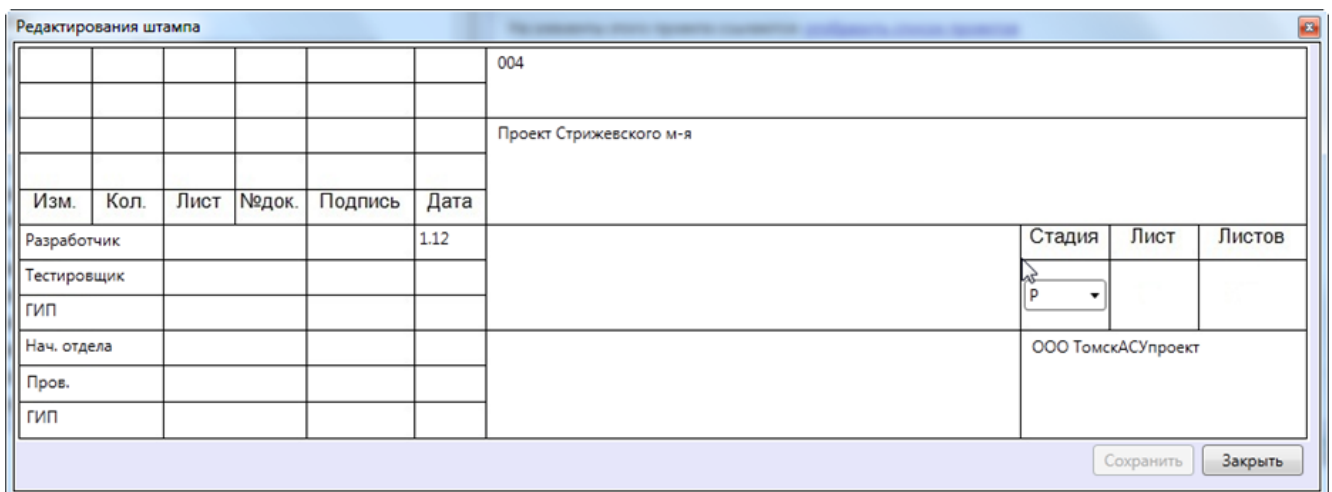 Редактирования штампа
004
Проект Стрижевского м-я
Изм. Кол. Лист №док. Подпись Дата
Разработчик 1.12 Стадия Лист Листов
Тестировщик
Р
ГИП
Нач. отдела ООО ТомскАСУпроект
Пров.
ГИП
Сохранить Закрыть